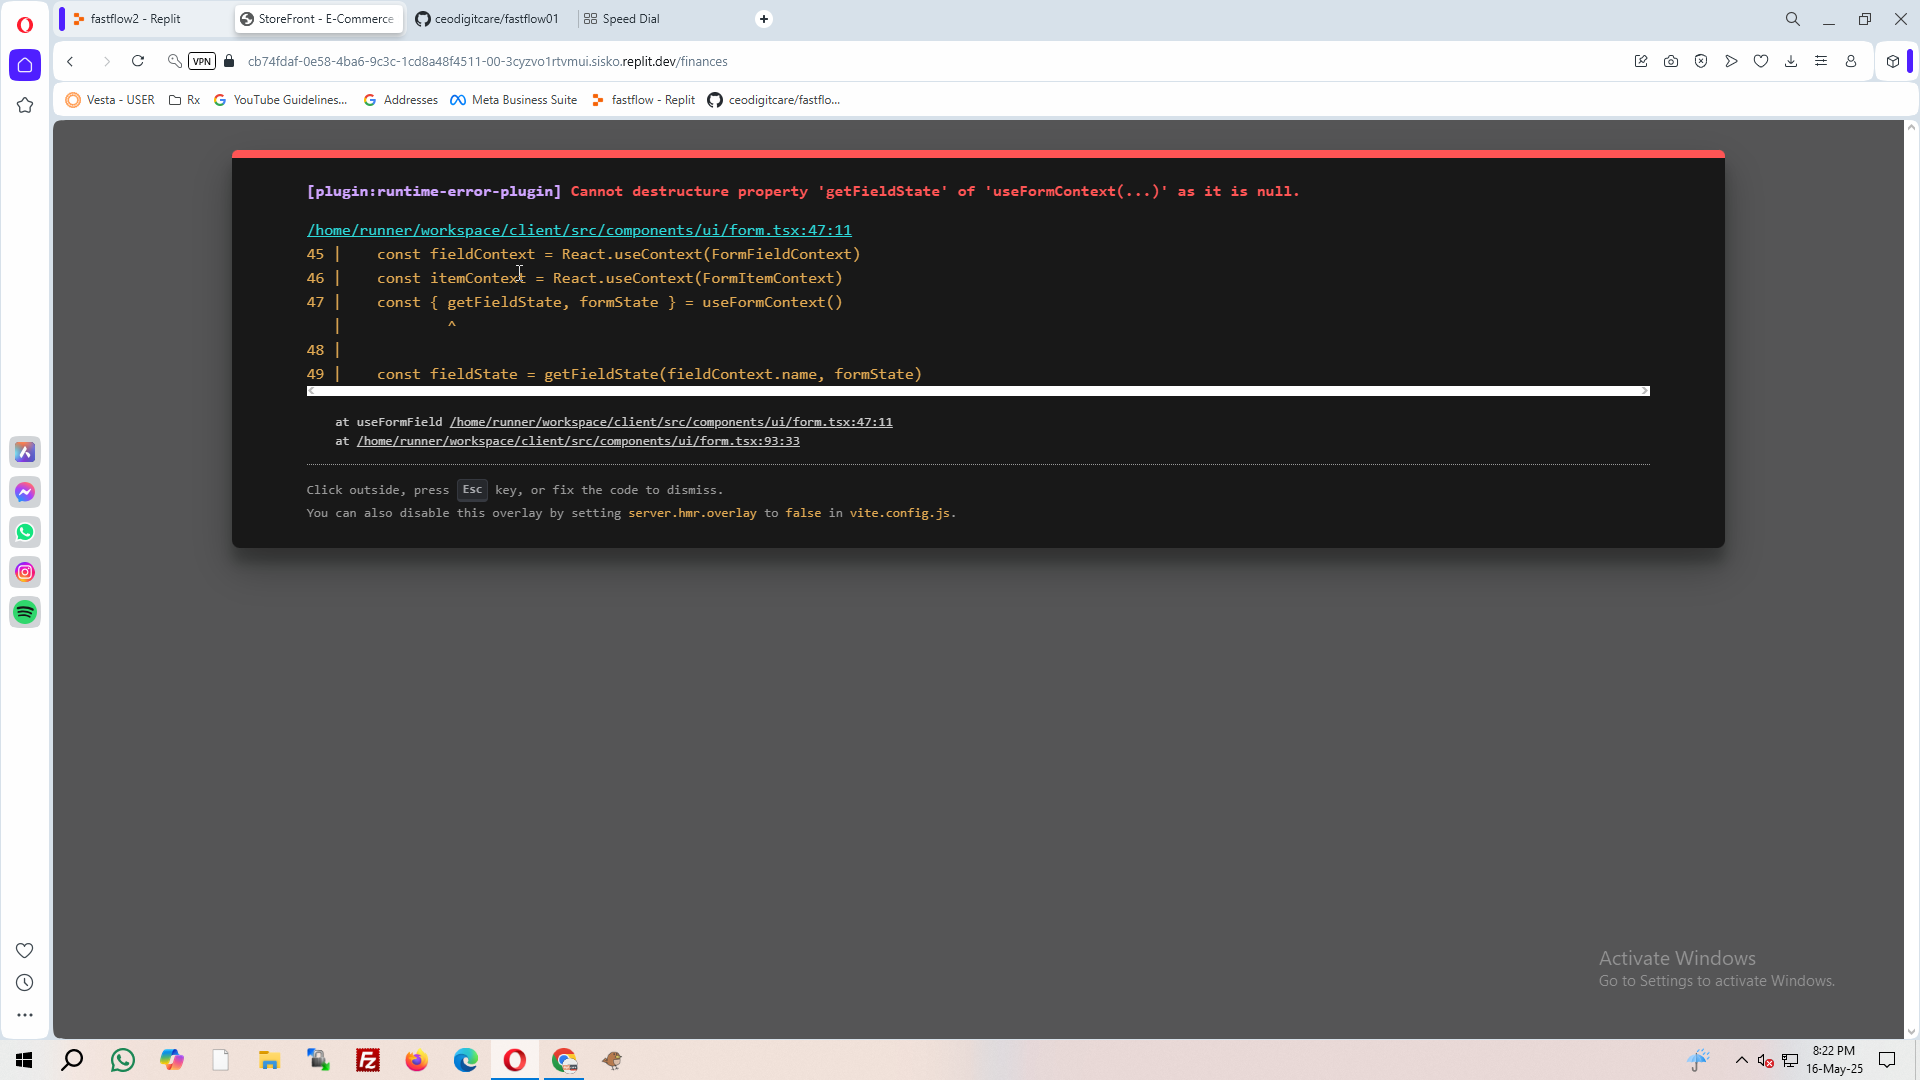 fastflow2 - Replit
StoreFront - E-Commerce
ceodigitcare/fastflow01
Speed Dial
VPN
cb74fdaf-0e58-4ba6-9c3c-1cd8a48f4511-00-3cyzvo1rtvmui.sisko.replit.dev/finances
Vesta - USER
Rx
YouTube Guidelines...
Addresses
Meta Business Suite
fastflow - Replit
ceodigitcare/fastflo...
[plugin:runtime-error-plugin] Cannot destructure property 'getFieldState' of 'useFormContext(...)' as it is null.
/home/runner/workspace/client/src/components/ui/form.tsx:47:11
45 |    const fieldContext = React.useContext(FormFieldContext)
46 |    const itemContext = React.useContext(FormItemContext)
47 |    const { getFieldState, formState } = useFormContext()
   |            ^
48 |
49 |    const fieldState = getFieldState(fieldContext.name, formState)
at useFormField /home/runner/workspace/client/src/components/ui/form.tsx:47:11
at /home/runner/workspace/client/src/components/ui/form.tsx:93:33
Click outside, press Esc key, or fix the code to dismiss.
You can also disable this overlay by setting server.hmr.overlay to false in vite.config.js.
Activate Windows
Go to Settings to activate Windows.
8:22 PM
16-May-25